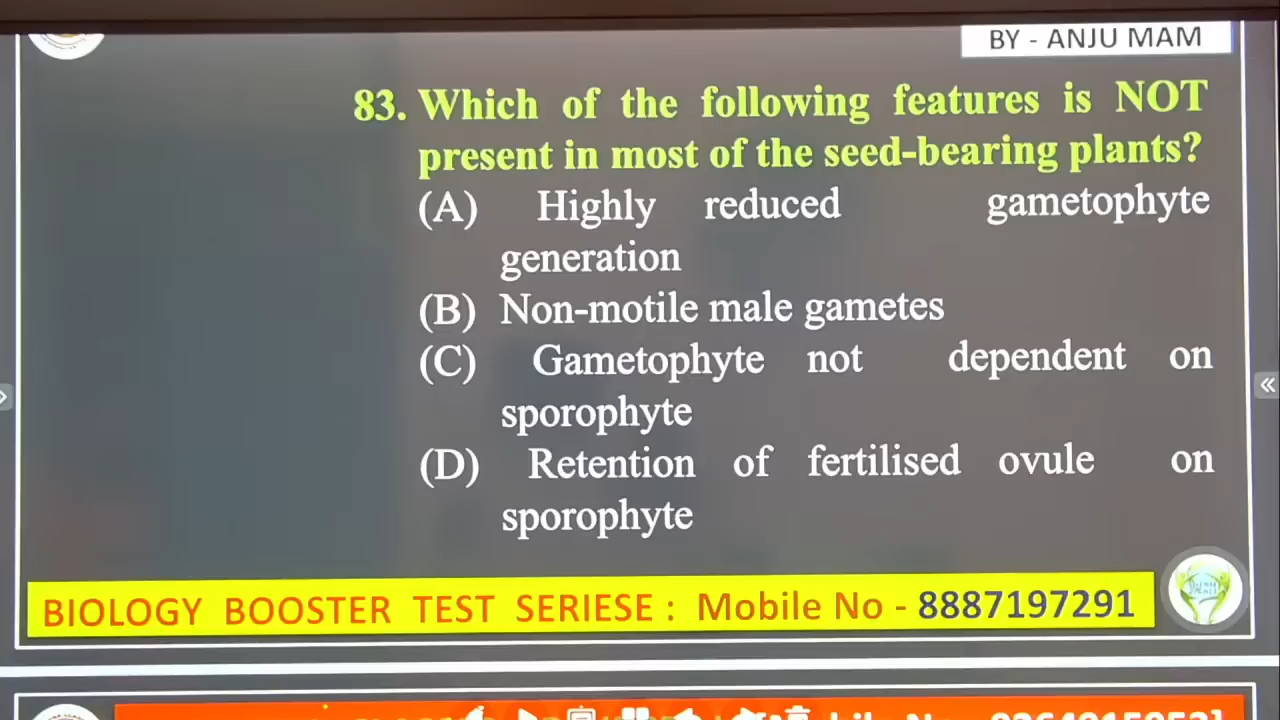 BY - ANJU MAM
83. Which of the following features is NOT
present in most of the seed-bearing plants?
(A) Highly reduced gametophyte
generation
(B) Non-motile male gametes
(C) Gametophyte not dependent on
sporophyte
(D) Retention of fertilised ovule on
sporophyte
BIOLOGY BOOSTER TEST SERIESE : Mobile No - 8887197291